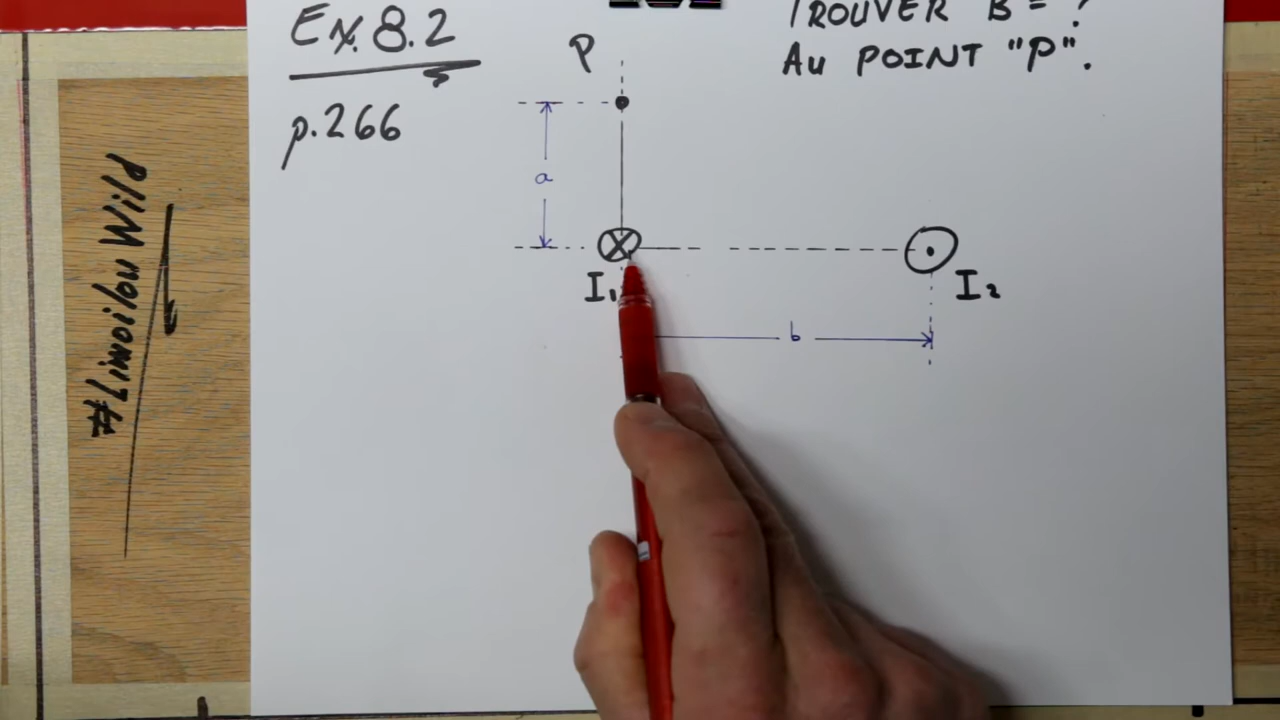 Ex. 8.2
p.266
TROUVER B = ?
AU POINT "P".
P
a
I₁
I₂
b
#Limoilou Wild